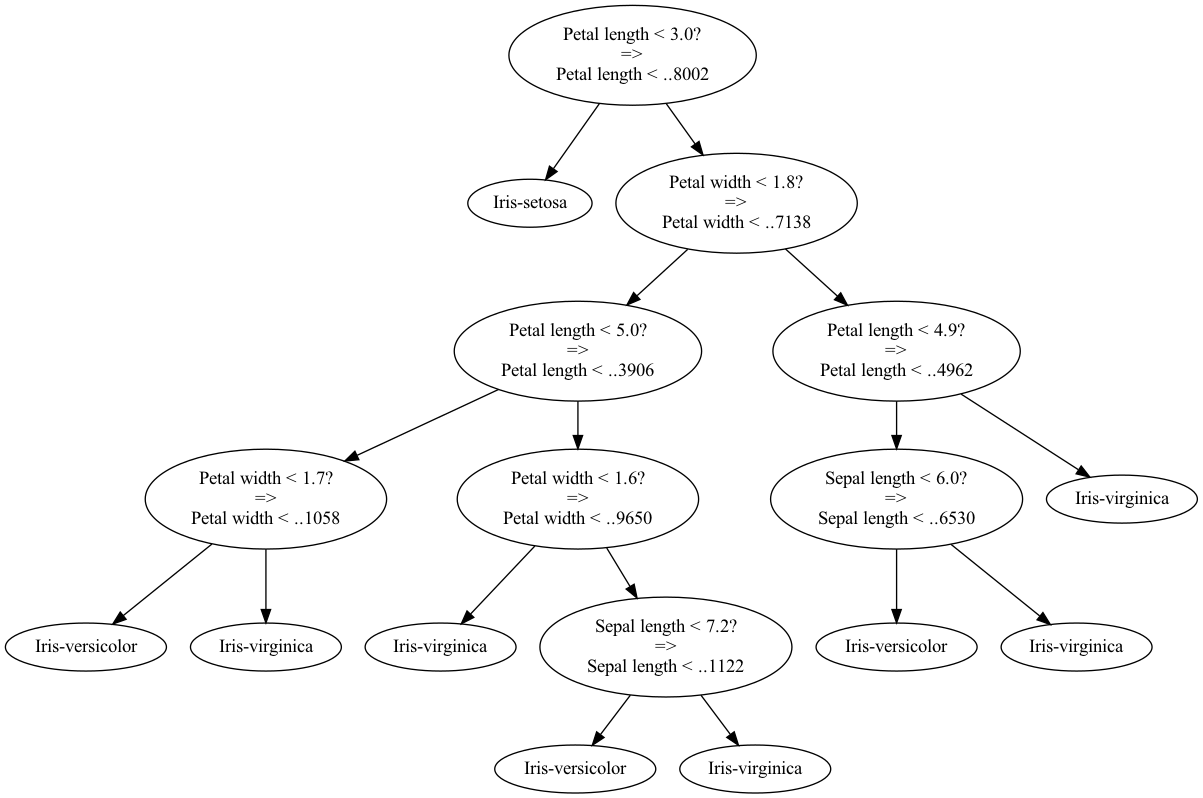 Petal length < 3.0?
=>
Petal length < ..8002
Iris-setosa
Petal width < 1.8?
=>
Petal width < ..7138
Petal length < 5.0?
=>
Petal length < ..3906
Petal length < 4.9?
=>
Petal length < ..4962
Petal width < 1.7?
=>
Petal width < ..1058
Petal width < 1.6?
=>
Petal width < ..9650
Sepal length < 6.0?
=>
Sepal length < ..6530
Iris-virginica
Iris-versicolor
Iris-virginica
Iris-virginica
Sepal length < 7.2?
=>
Sepal length < ..1122
Iris-versicolor
Iris-virginica
Iris-versicolor
Iris-virginica